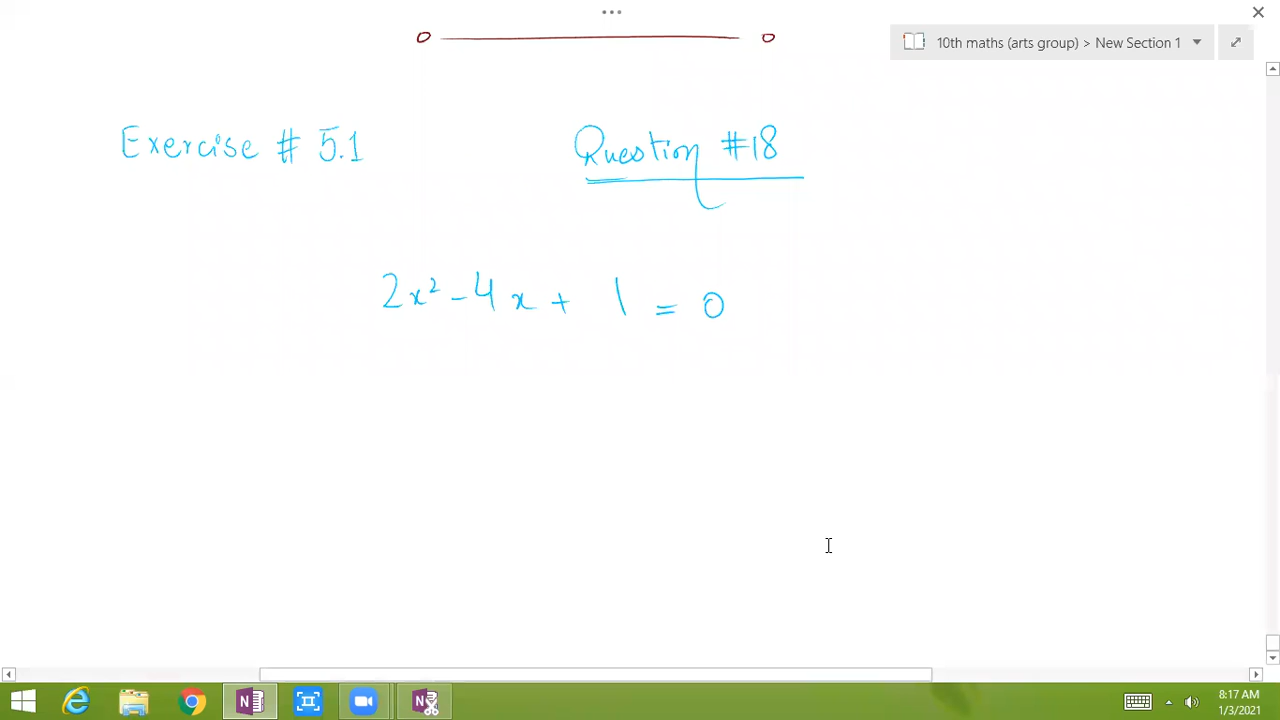 10th maths (arts group) > New Section 1
Exercise # 5.1
Question #18
2x² - 4x + 1 = 0
8:17 AM
1/3/2021